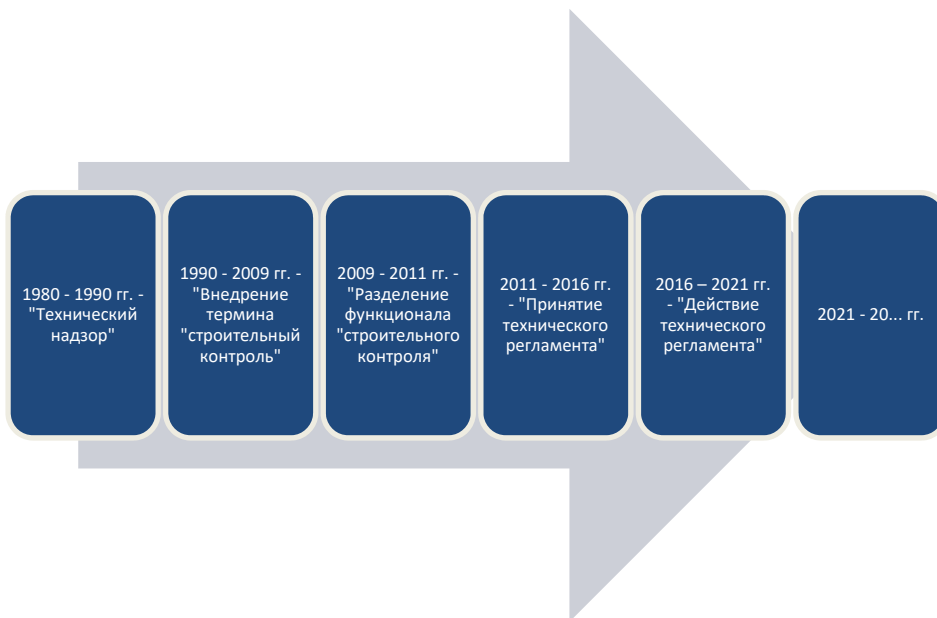 1980 - 1990 гг. -
"Технический
надзор"
1990 - 2009 гг. -
"Внедрение
термина
"строительный
контроль"
2009 - 2011 гг. -
"Разделение
функционала
"строительного
контроля"
2011 - 2016 гг.
- "Принятие
технического
регламента"
2016 – 2021 гг.
- "Действие
технического
регламента"
2021 - 20... гг.